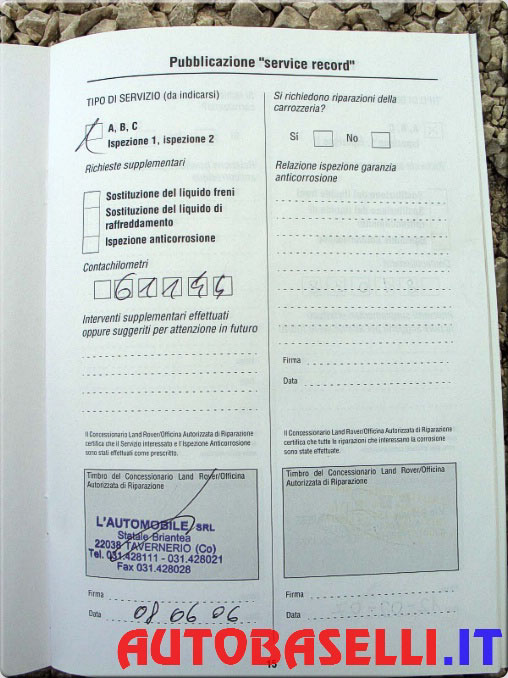 Pubblicazione "service record"
TIPO DI SERVIZIO (da indicarsi)
A, B, C
Ispezione 1, ispezione 2
Richieste supplementari
Sostituzione del liquido freni
Sostituzione del liquido di
raffreddamento
Ispezione anticorrosione
Contachilometri
61144
Interventi supplementari effettuati
oppure suggeriti per attenzione in futuro
Il Concessionario Land Rover/Officina Autorizzata di Riparazione
certifica che il Servizio interessato e l'Ispezione Anticorrosione
sono stati effettuati come prescritto.
Timbro del Concessionario Land Rover/Officina
Autorizzata di Riparazione
L'AUTOMOBILE SRL
Statale Briantea
22038 TAVERNERIO (Co)
Tel. 031.428111 - 031.428021
Fax 031.428028
Firma
Data 08 06 06
Si richiedono riparazioni della
carrozzeria?
Si No
Relazione ispezione garanzia
anticorrosione
Firma
Data
Il Concessionario Land Rover/Officina Autorizzata di Riparazione
certifica che tutte le riparazioni che interessano la corrosione
sono state effettuate.
Timbro del Concessionario Land Rover/Officina
Autorizzata di Riparazione
Firma
Data
AUTOBASELLI.IT
15